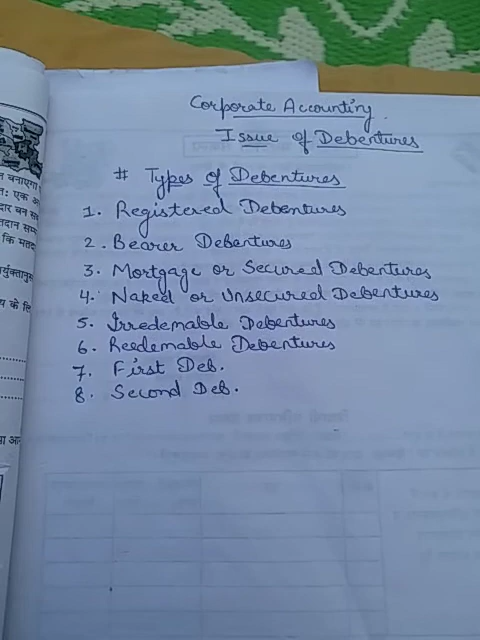 Corporate Accounting
Issue of Debentures
# Types of Debentures
1. Registered Debentures
2. Bearer Debentures
3. Mortgage or Secured Debentures
4. Naked or Unsecured Debentures
5. Irredemable Debentures
6. Reedemable Debentures
7. First Deb.
8. Second Deb.